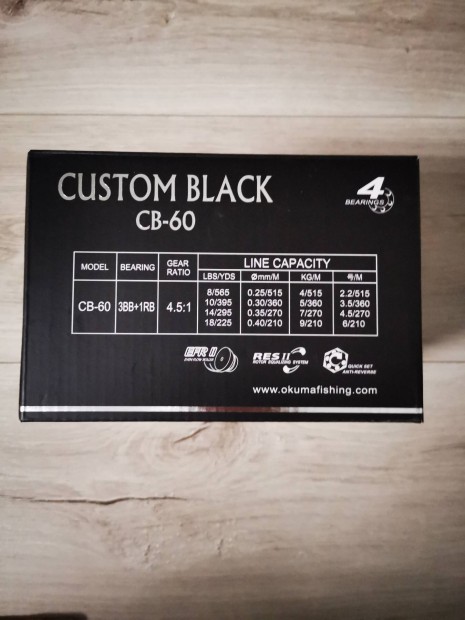 CUSTOM BLACK
CB-60
4
BEARINGS
MODEL BEARING GEAR RATIO LINE CAPACITY
LBS/YDS Ømm/M KG/M 号/M
CB-60 3BB+1RB 4.5:1
8/565 0.25/515 4/515 2.2/515
10/395 0.30/360 5/360 3.5/360
14/295 0.35/270 7/270 4.5/270
18/225 0.40/210 9/210 6/210
EFR II RES II QUICK SET
ROTOR EQUALIZING SYSTEM ANTI-REVERSE
www.okumafishing.com